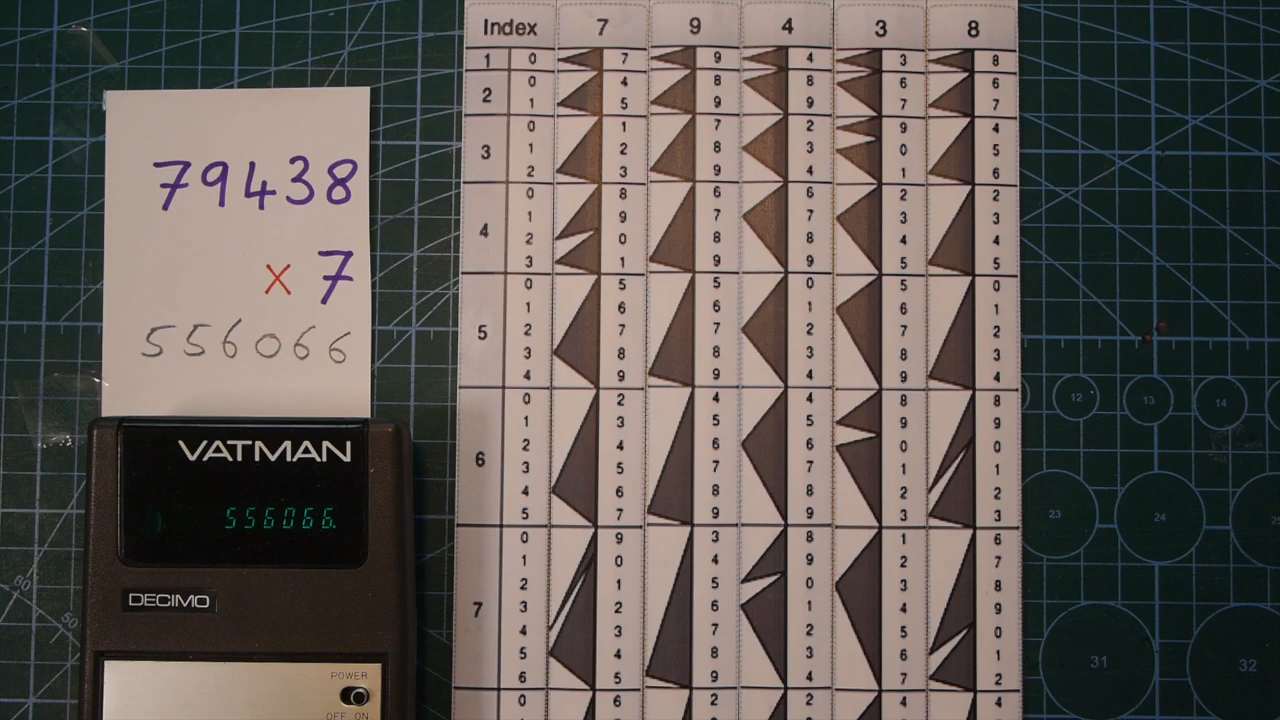 79438
× 7
556066
VATMAN
556066.
DECIMO
POWER
OFF ON
Index 7 9 4 3 8
1 0 7 9 4 3 8
2 0 4 8 8 6 6
1 5 9 9 7 7
3 0 1 7 2 9 4
1 2 8 3 0 5
2 3 9 4 1 6
4 0 8 6 6 2 2
1 9 7 7 3 3
2 0 8 8 4 4
3 1 9 9 5 5
5 0 5 5 0 5 0
1 6 6 1 6 1
2 7 7 2 7 2
3 8 8 3 8 3
4 9 9 4 9 4
6 0 2 4 4 8 8
1 3 5 5 9 9
2 4 6 6 0 0
3 5 7 7 1 1
4 6 8 8 2 2
5 7 9 9 3 3
7 0 9 3 8 1 6
1 0 4 9 2 7
2 1 5 0 3 8
3 2 6 1 4 9
4 3 7 2 5 0
5 4 8 3 6 1
6 5 9 4 7 2
0 6 2 2 4 4
12 13 14
23 24
31 32
60
50